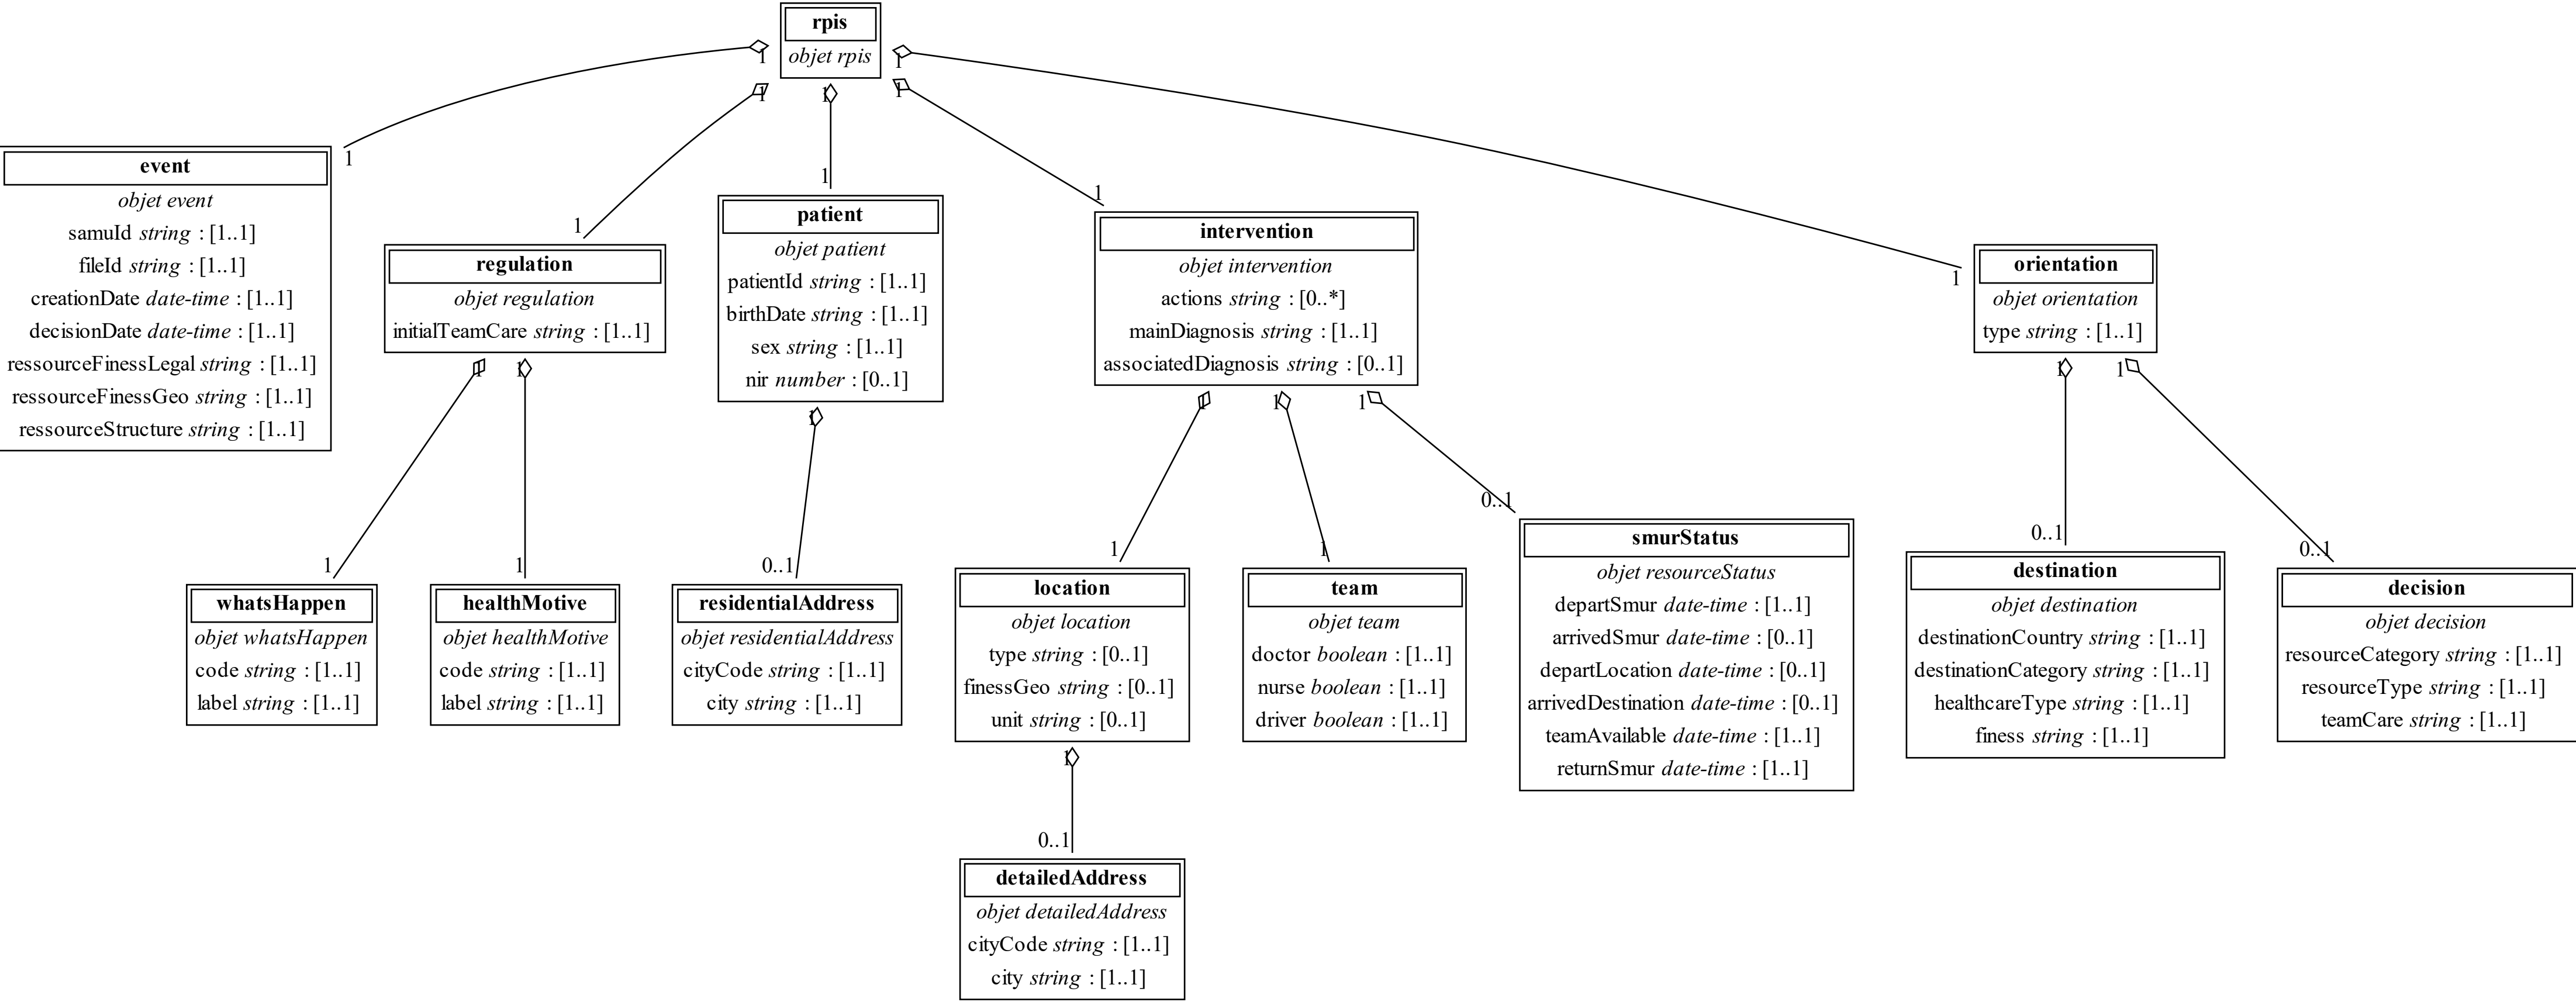 rpis
objet rpis
1
1
1
1
1
1
event
objet event
samuId string : [1..1]
fileId string : [1..1]
creationDate date-time : [1..1]
decisionDate date-time : [1..1]
ressourceFinessLegal string : [1..1]
ressourceFinessGeo string : [1..1]
ressourceStructure string : [1..1]
1
regulation
objet regulation
initialTeamCare string : [1..1]
1
patient
objet patient
patientId string : [1..1]
birthDate string : [1..1]
sex string : [1..1]
nir number : [0..1]
1
intervention
objet intervention
actions string : [0..*]
mainDiagnosis string : [1..1]
associatedDiagnosis string : [0..1]
1
orientation
objet orientation
type string : [1..1]
1
1
1
1
1
1
1
1
1
whatsHappen
objet whatsHappen
code string : [1..1]
label string : [1..1]
1
healthMotive
objet healthMotive
code string : [1..1]
label string : [1..1]
0..1
residentialAddress
objet residentialAddress
cityCode string : [1..1]
city string : [1..1]
1
location
objet location
type string : [0..1]
finessGeo string : [0..1]
unit string : [0..1]
1
1
team
objet team
doctor boolean : [1..1]
nurse boolean : [1..1]
driver boolean : [1..1]
0..1
smurStatus
objet resourceStatus
departSmur date-time : [1..1]
arrivedSmur date-time : [0..1]
departLocation date-time : [0..1]
arrivedDestination date-time : [0..1]
teamAvailable date-time : [1..1]
returnSmur date-time : [1..1]
0..1
destination
objet destination
destinationCountry string : [1..1]
destinationCategory string : [1..1]
healthcareType string : [1..1]
finess string : [1..1]
0..1
decision
objet decision
resourceCategory string : [1..1]
resourceType string : [1..1]
teamCare string : [1..1]
0..1
detailedAddress
objet detailedAddress
cityCode string : [1..1]
city string : [1..1]